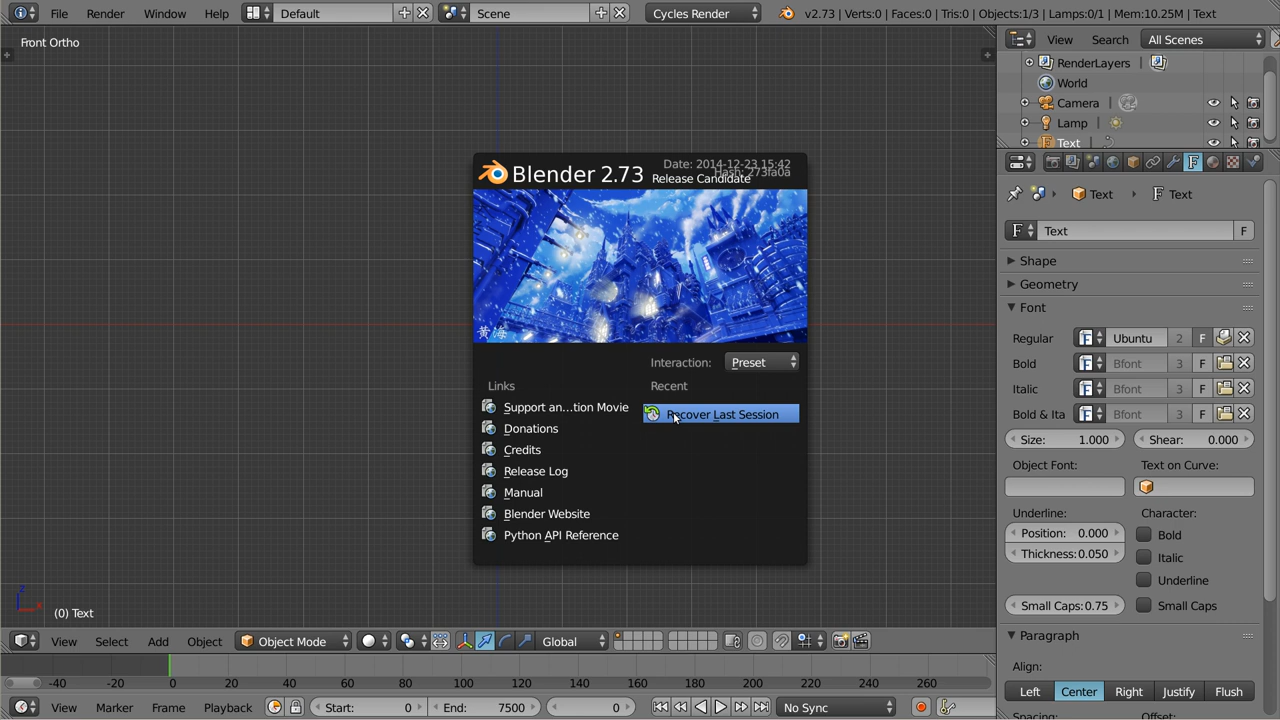 File Render Window Help Default Scene Cycles Render v2.73 | Verts:0 | Faces:0 | Tris:0 | Objects:1/3 | Lamps:0/1 | Mem:10.25M | Text
Front Ortho
View Search All Scenes
RenderLayers
World
Camera
Lamp
Text
Blender 2.73
Date: 2014-12-23 15:42
Hash: 273fa0a
Release Candidate
黄海
Interaction: Preset
Links
Support an...tion Movie
Donations
Credits
Release Log
Manual
Blender Website
Python API Reference
Recent
Recover Last Session
Text Text
Text F
Shape
Geometry
Font
Regular Ubuntu 2 F
Bold Bfont 3 F
Italic Bfont 3 F
Bold & Ita Bfont 3 F
Size: 1.000 Shear: 0.000
Object Font: Text on Curve:
Underline: Character:
Position: 0.000 Bold
Thickness:0.050 Italic
Underline
Small Caps:0.75 Small Caps
Paragraph
Align:
Left Center Right Justify Flush
Spacing: Offset:
z
x
(0) Text
View Select Add Object Object Mode Global
-40 -20 0 20 40 60 80 100 120 140 160 180 200 220 240 260
View Marker Frame Playback Start: 0 End: 7500 0 No Sync